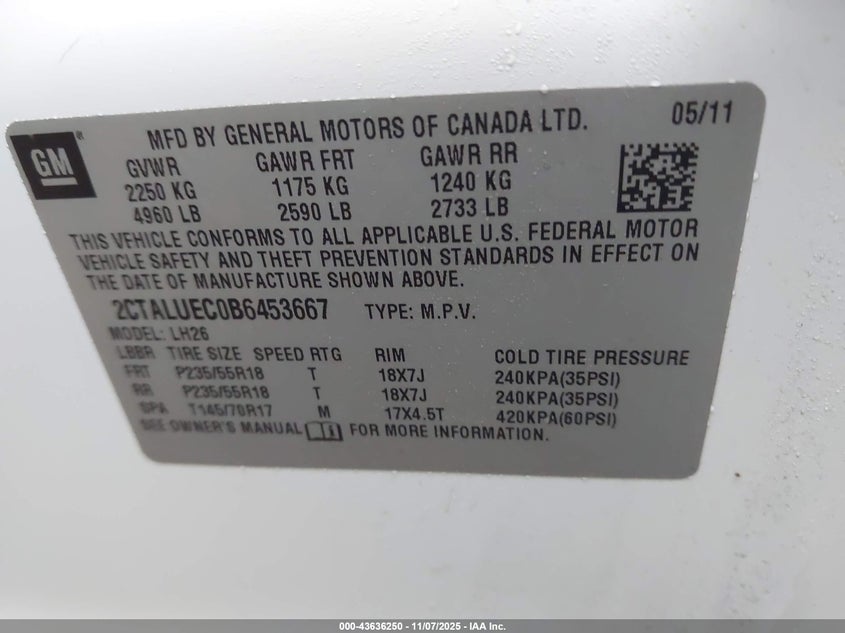 GM
MFD BY GENERAL MOTORS OF CANADA LTD. 05/11
GVWR GAWR FRT GAWR RR
2250 KG 1175 KG 1240 KG
4960 LB 2590 LB 2733 LB
THIS VEHICLE CONFORMS TO ALL APPLICABLE U.S. FEDERAL MOTOR
VEHICLE SAFETY AND THEFT PREVENTION STANDARDS IN EFFECT ON
THE DATE OF MANUFACTURE SHOWN ABOVE.
2CTALUEC0B6453667 TYPE: M.P.V.
MODEL: LH26
LBBR TIRE SIZE SPEED RTG RIM COLD TIRE PRESSURE
FRT P235/55R18 T 18X7J 240KPA(35PSI)
RR P235/55R18 T 18X7J 240KPA(35PSI)
SPA T145/70R17 M 17X4.5T 420KPA(60PSI)
SEE OWNER'S MANUAL FOR MORE INFORMATION.
000-43636250 - 11/07/2025 - IAA Inc.